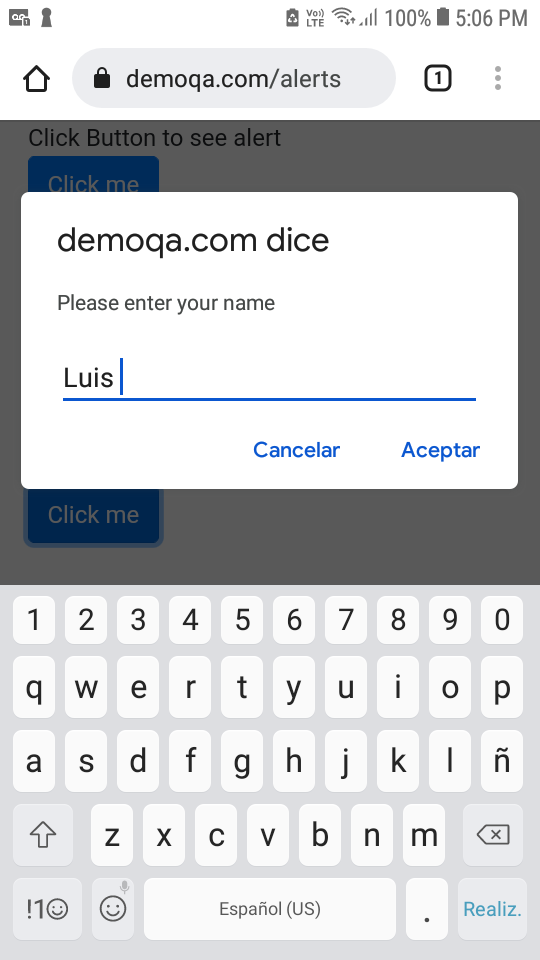 Vo) LTE 100% 5:06 PM
demoqa.com/alerts 1
Click Button to see alert
Click me
demoqa.com dice
Please enter your name
Luis
Cancelar Aceptar
Click me
1 2 3 4 5 6 7 8 9 0
q w e r t y u i o p
a s d f g h j k l ñ
z x c v b n m
!1☺ Español (US) . Realiz.